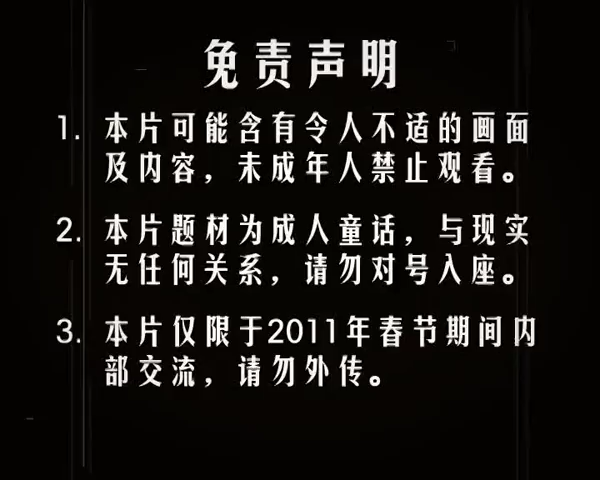 免责声明
1. 本片可能含有令人不适的画面
及内容，未成年人禁止观看。
2. 本片题材为成人童话，与现实
无任何关系，请勿对号入座。
3. 本片仅限于2011年春节期间内
部交流，请勿外传。